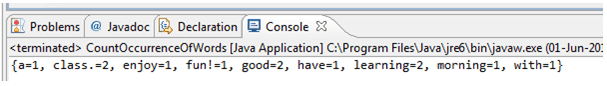 Problems @ Javadoc Declaration Console
<terminated> CountOccurrenceOfWords [Java Application] C:\Program Files\Java\jre6\bin\javaw.exe (01-Jun-20
{a=1, class.=2, enjoy=1, fun!=1, good=2, have=1, learning=2, morning=1, with=1}